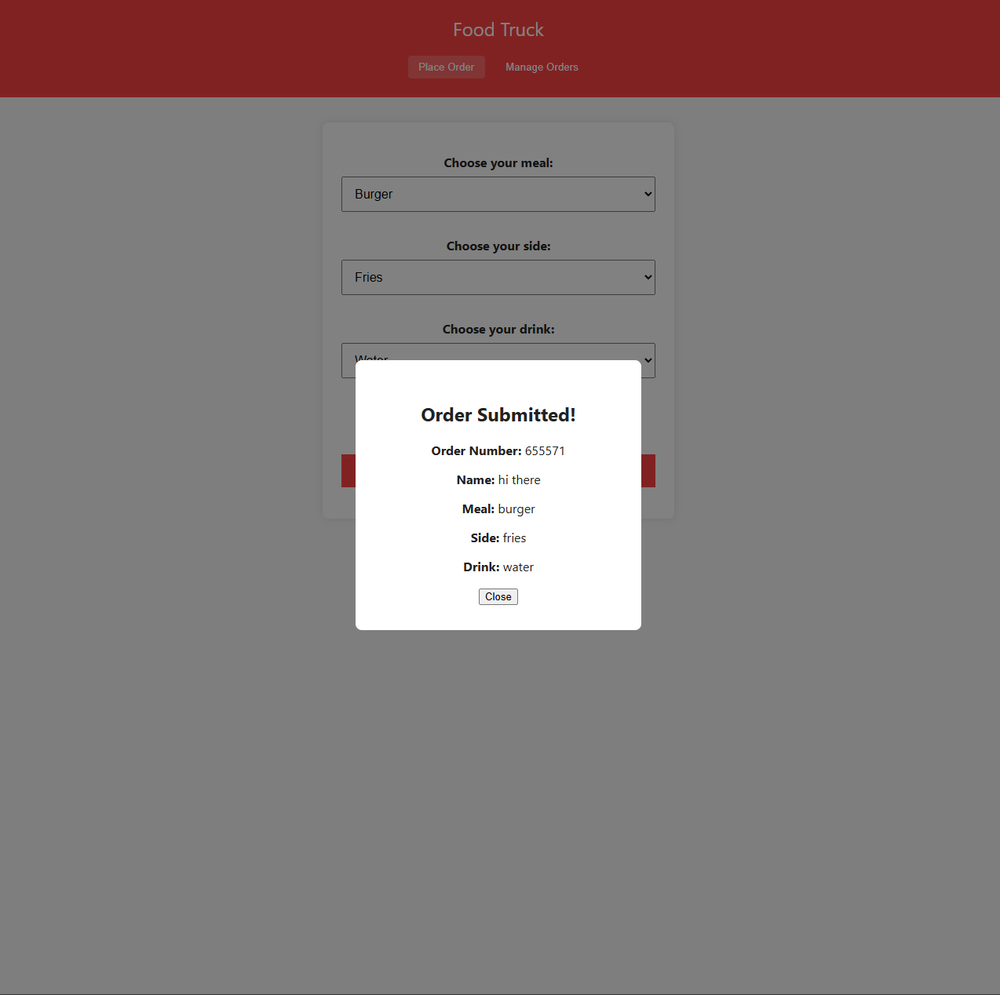 Food Truck
Place Order
Manage Orders
Choose your meal:
Burger
Choose your side:
Fries
Choose your drink:
Water
Order Submitted!
Order Number: 655571
Name: hi there
Meal: burger
Side: fries
Drink: water
Close